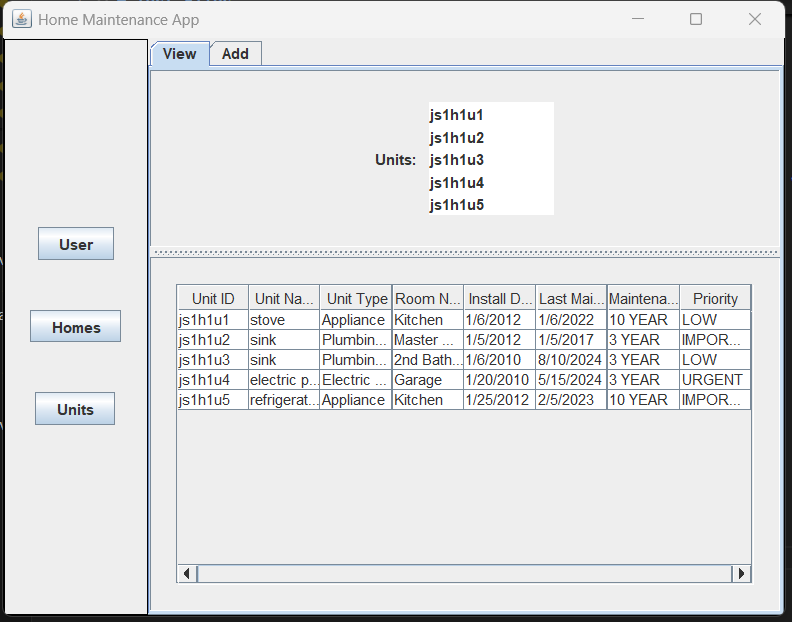 Home Maintenance App
View Add
js1h1u1
js1h1u2
Units: js1h1u3
js1h1u4
js1h1u5
User
Homes
Units
Unit ID Unit Na... Unit Type Room N... Install D... Last Mai... Maintena... Priority
js1h1u1 stove Appliance Kitchen 1/6/2012 1/6/2022 10 YEAR LOW
js1h1u2 sink Plumbin... Master ... 1/5/2012 1/5/2017 3 YEAR IMPOR...
js1h1u3 sink Plumbin... 2nd Bath... 1/6/2010 8/10/2024 3 YEAR LOW
js1h1u4 electric p... Electric ... Garage 1/20/2010 5/15/2024 3 YEAR URGENT
js1h1u5 refrigerat... Appliance Kitchen 1/25/2012 2/5/2023 10 YEAR IMPOR...